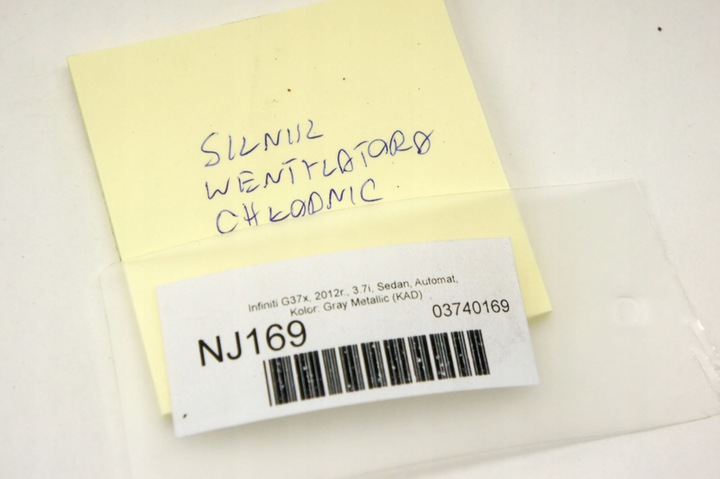 SILNIK
WENTYLATORA
CHŁODNIC
Infiniti G37x, 2012r., 3.7i, Sedan, Automat,
Kolor: Gray Metallic (KAD)
NJ169
03740169